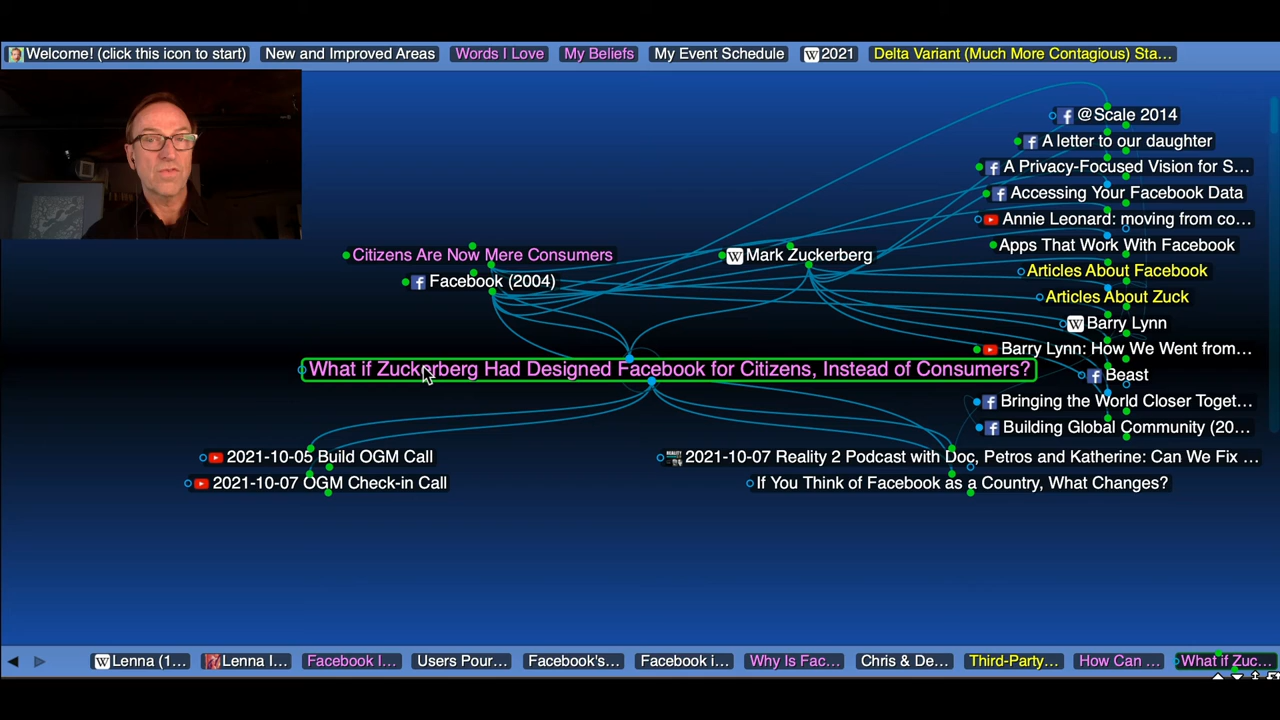 Welcome! (click this icon to start) New and Improved Areas Words I Love My Beliefs My Event Schedule W 2021 Delta Variant (Much More Contagious) Sta...
f @Scale 2014
f A letter to our daughter
f A Privacy-Focused Vision for S...
f Accessing Your Facebook Data
Annie Leonard: moving from co...
Apps That Work With Facebook
Citizens Are Now Mere Consumers
W Mark Zuckerberg
Articles About Facebook
f Facebook (2004)
Articles About Zuck
W Barry Lynn
Barry Lynn: How We Went from...
What if Zuckerberg Had Designed Facebook for Citizens, Instead of Consumers?
f Beast
f Bringing the World Closer Toget...
f Building Global Community (20...
2021-10-05 Build OGM Call
2021-10-07 Reality 2 Podcast with Doc, Petros and Katherine: Can We Fix ...
2021-10-07 OGM Check-in Call
If You Think of Facebook as a Country, What Changes?
W Lenna (1... Lenna I... Facebook I... Users Pour... Facebook's... Facebook i... Why Is Fac... Chris & De... Third-Party... How Can ... What if Zuc...